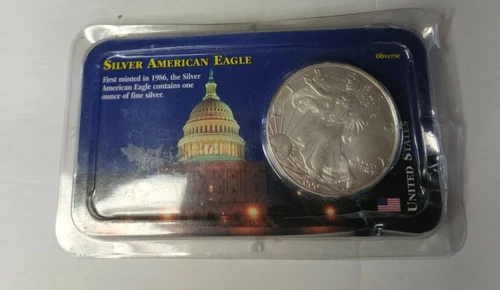 SILVER AMERICAN EAGLE
Obverse
First minted in 1986, the Silver
American Eagle contains one
ounce of fine silver.
UNITED STATES